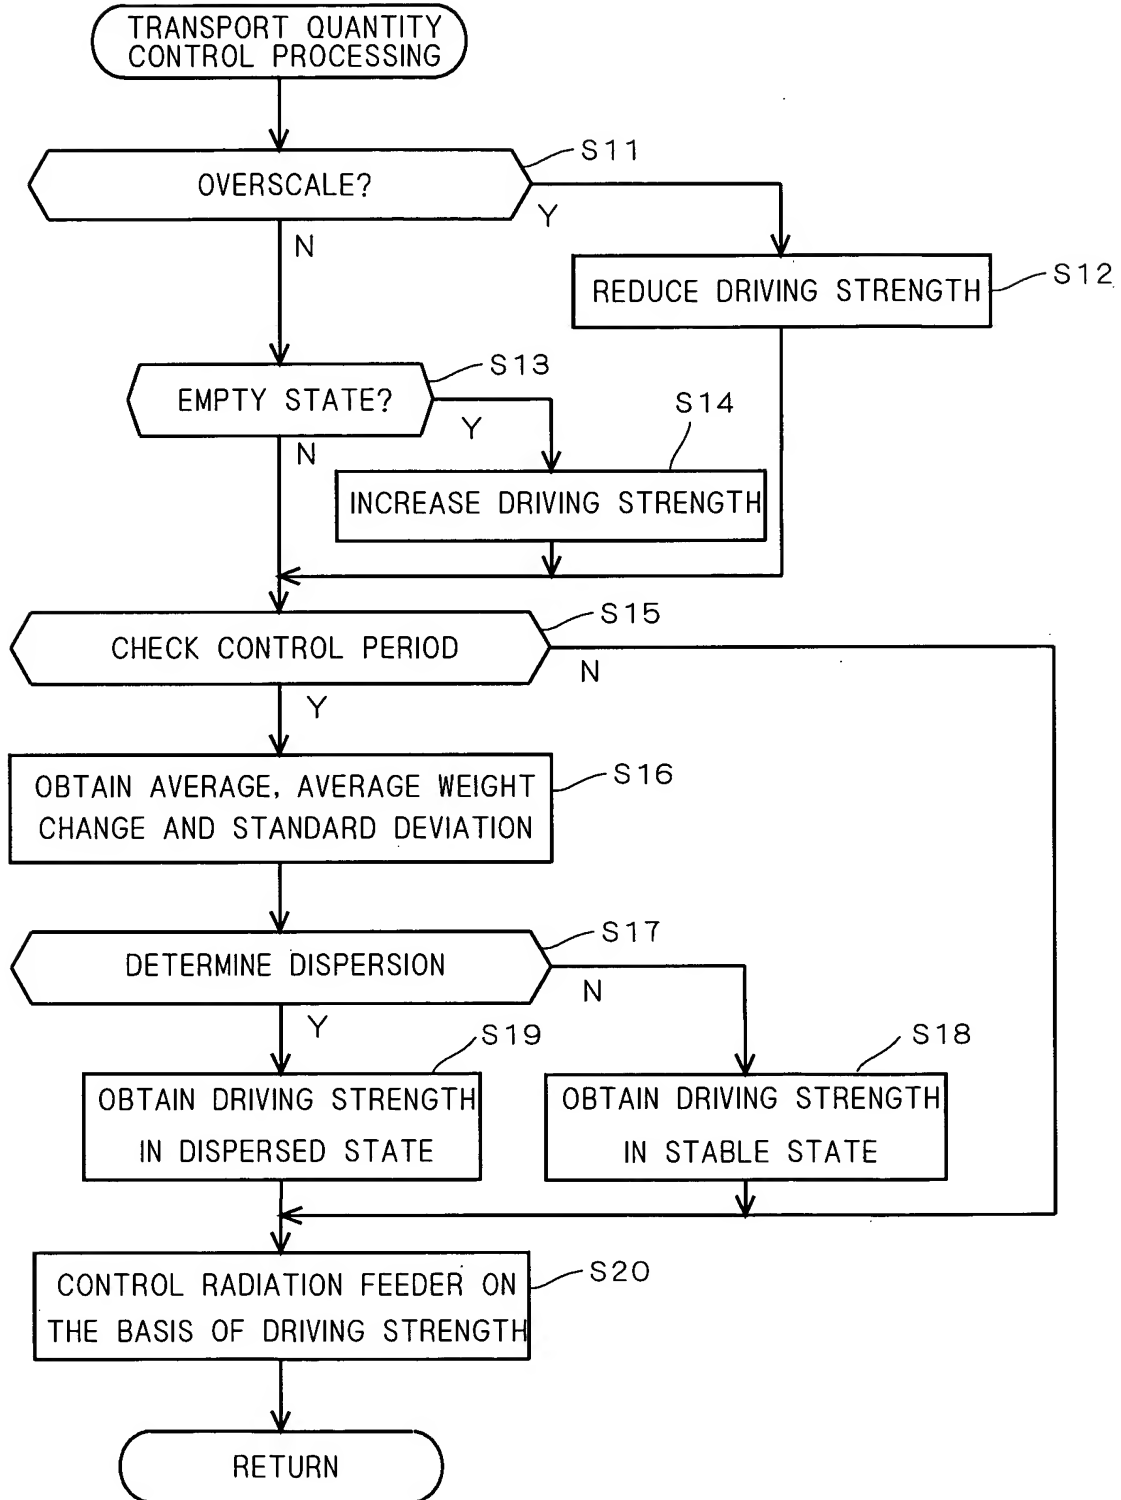 TRANSPORT QUANTITY
CONTROL PROCESSING
S11
OVERSCALE?
Y
N
S12
REDUCE DRIVING STRENGTH
S13
EMPTY STATE?
Y
N
S14
INCREASE DRIVING STRENGTH
S15
CHECK CONTROL PERIOD
N
Y
S16
OBTAIN AVERAGE, AVERAGE WEIGHT
CHANGE AND STANDARD DEVIATION
S17
DETERMINE DISPERSION
N
Y
S19
OBTAIN DRIVING STRENGTH
IN DISPERSED STATE
S18
OBTAIN DRIVING STRENGTH
IN STABLE STATE
S20
CONTROL RADIATION FEEDER ON
THE BASIS OF DRIVING STRENGTH
RETURN